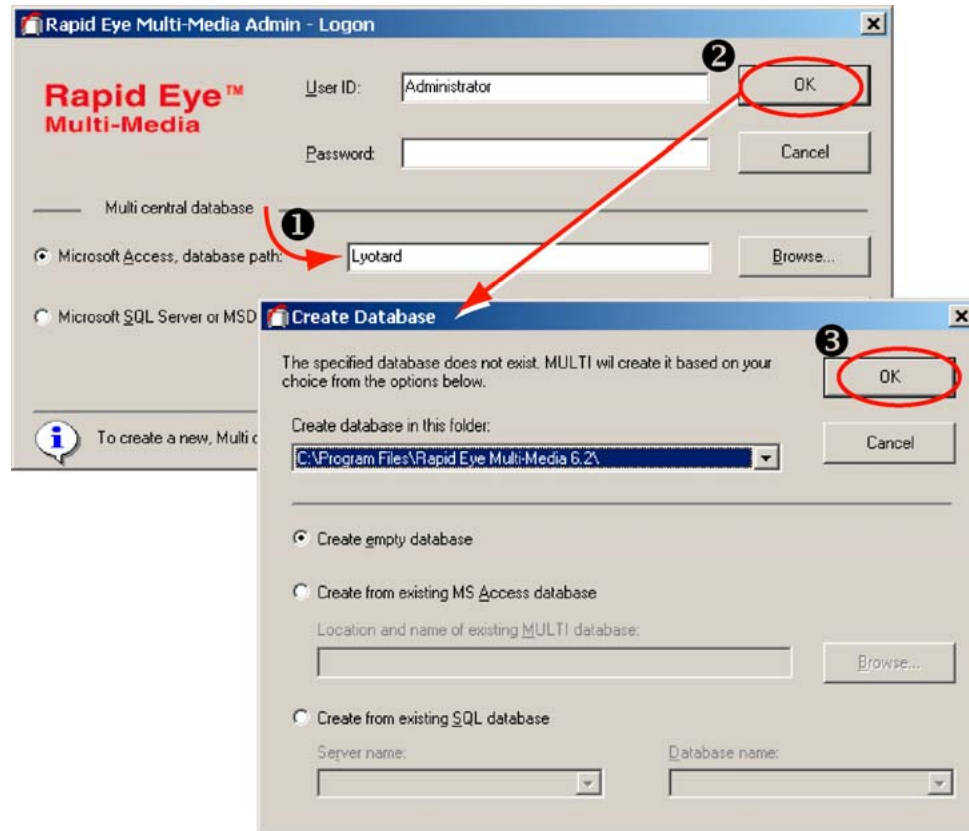 Rapid Eye Multi-Media Admin - Logon
Rapid Eye™
Multi-Media
User ID:
Administrator
2
OK
Password:
Cancel
Multi central database
1
Microsoft Access, database path:
Lyotard
Browse...
Microsoft SQL Server or MSD
To create a new, Multi c
Create Database
The specified database does not exist. MULTI wil create it based on your
choice from the options below.
3
OK
Create database in this folder:
Cancel
C:\Program Files\Rapid Eye Multi-Media 6.2\
Create empty database
Create from existing MS Access database
Location and name of existing MULTI database:
Browse...
Create from existing SQL database
Server name:
Database name: